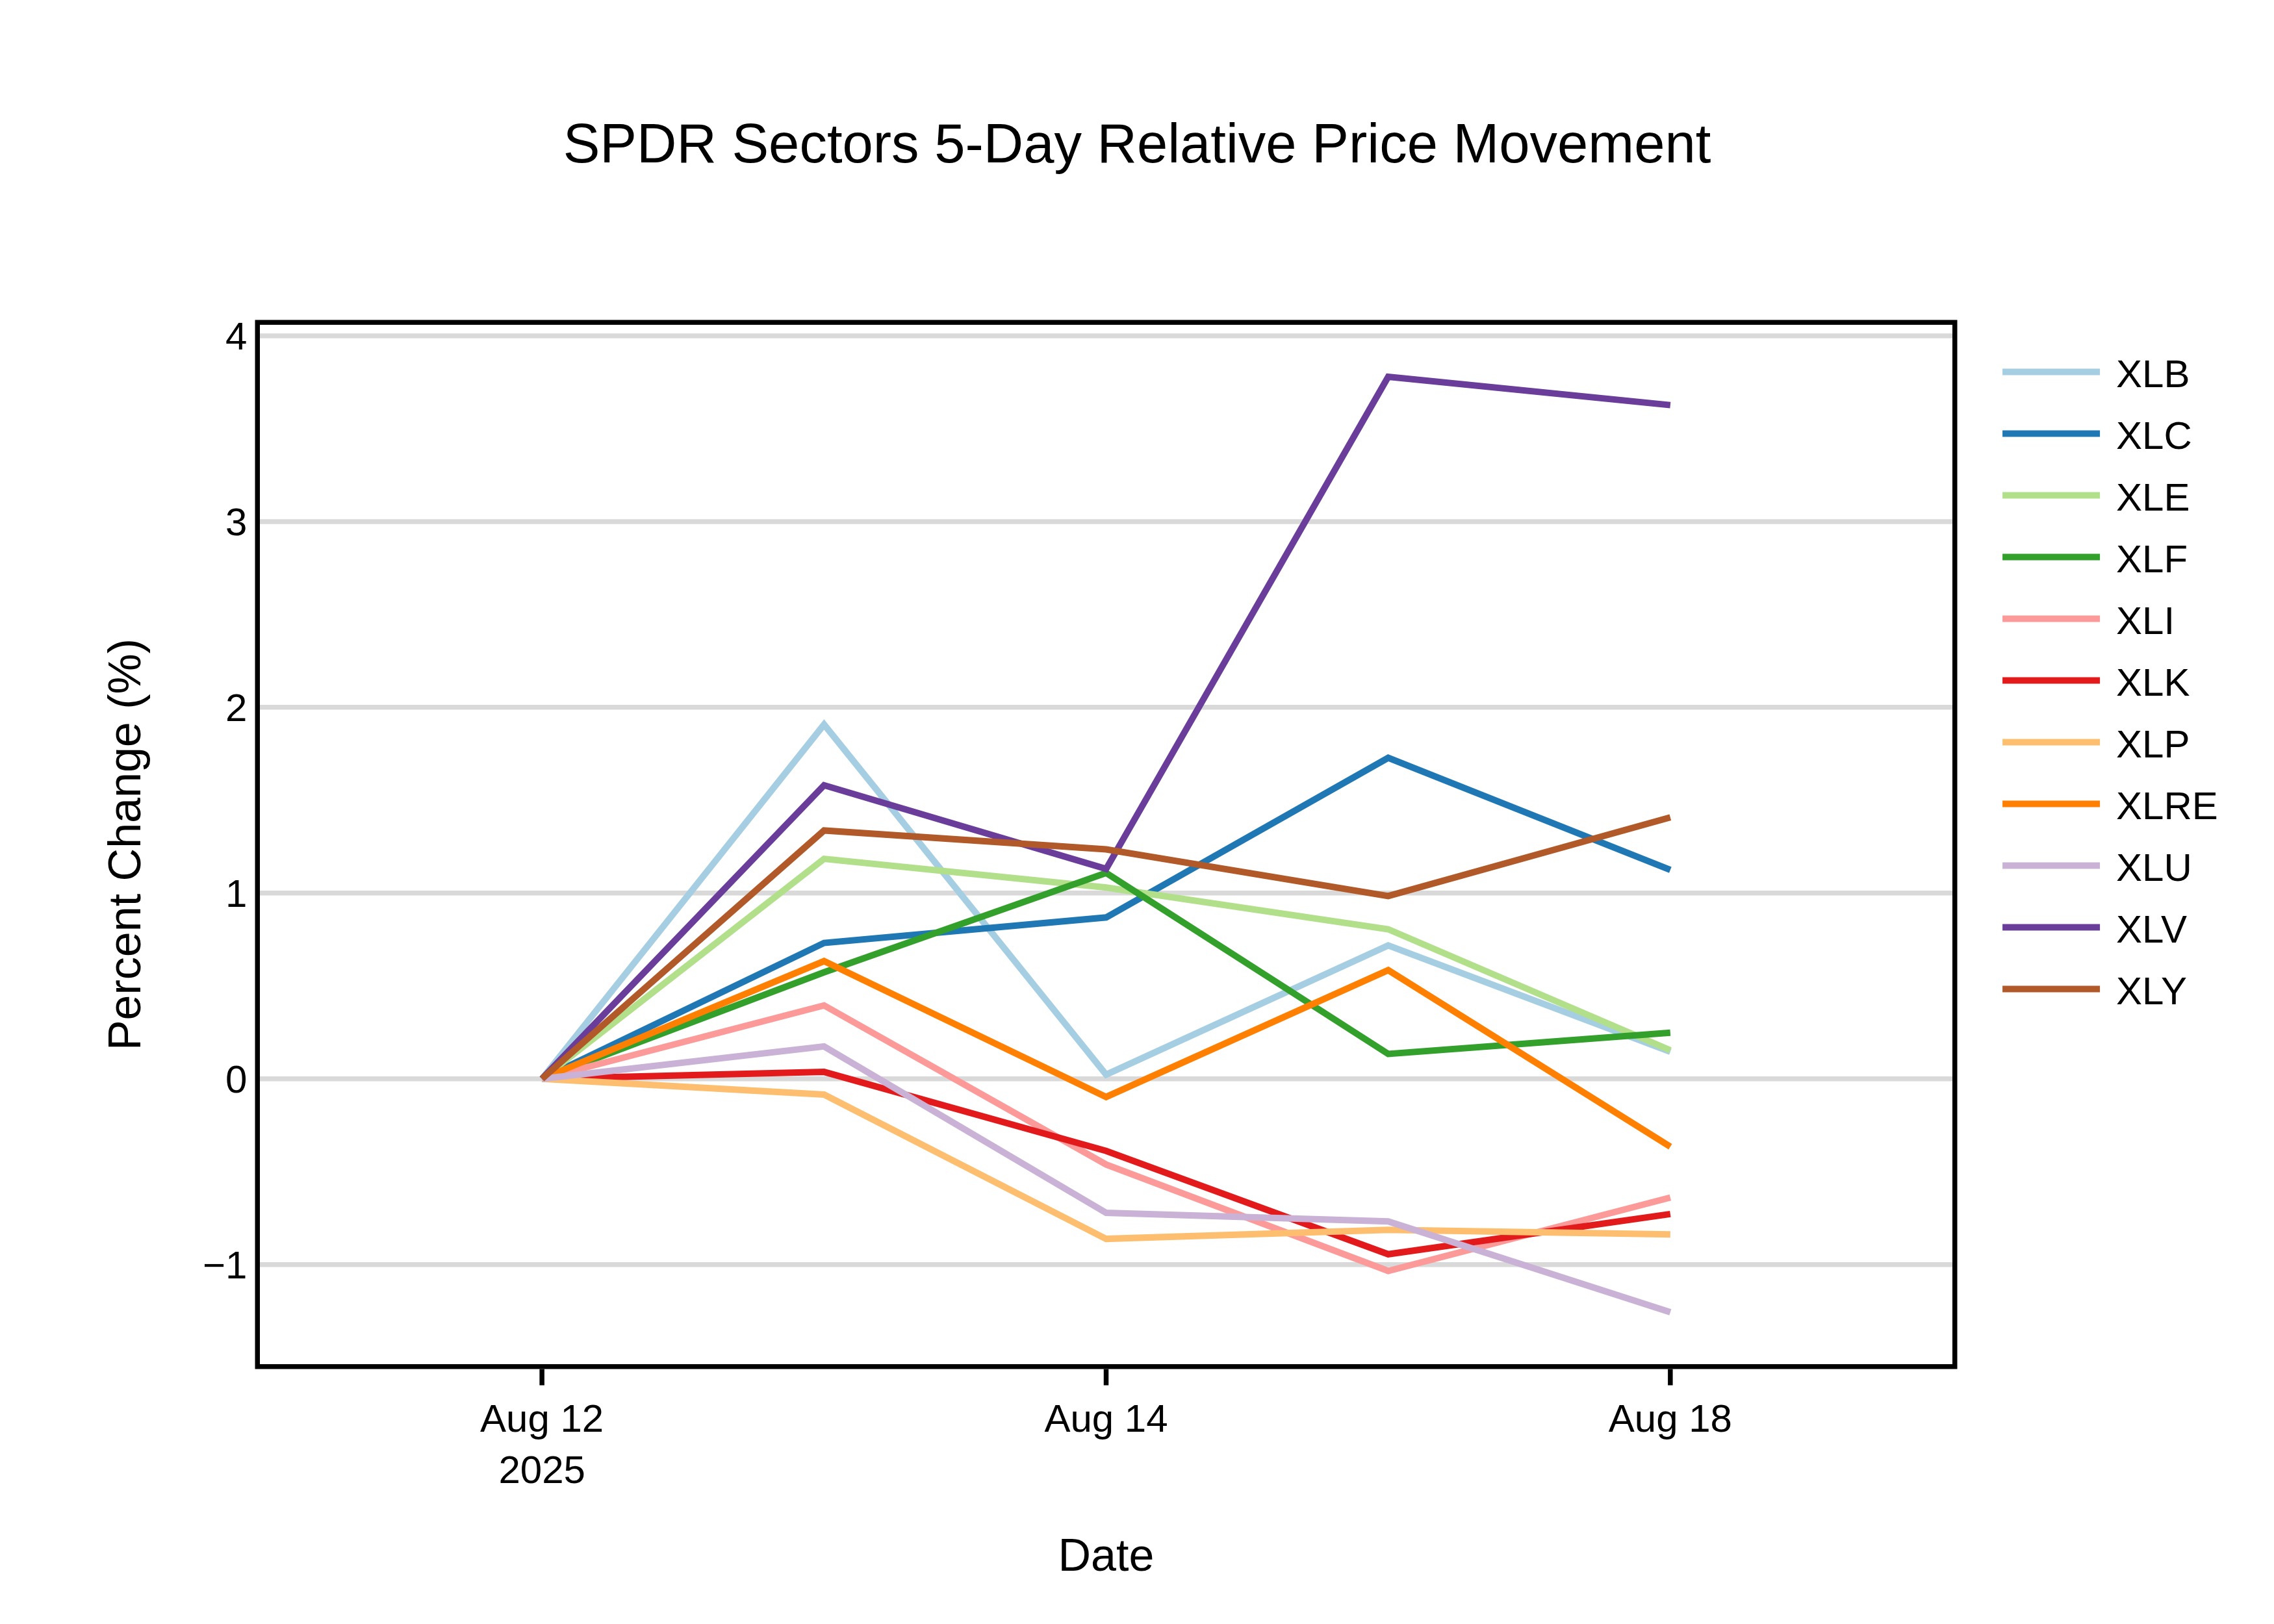 SPDR Sectors 5-Day Relative Price Movement
4
3
2
1
0
−1
Percent Change (%)
Aug 12
2025
Aug 14
Aug 18
Date
XLB
XLC
XLE
XLF
XLI
XLK
XLP
XLRE
XLU
XLV
XLY